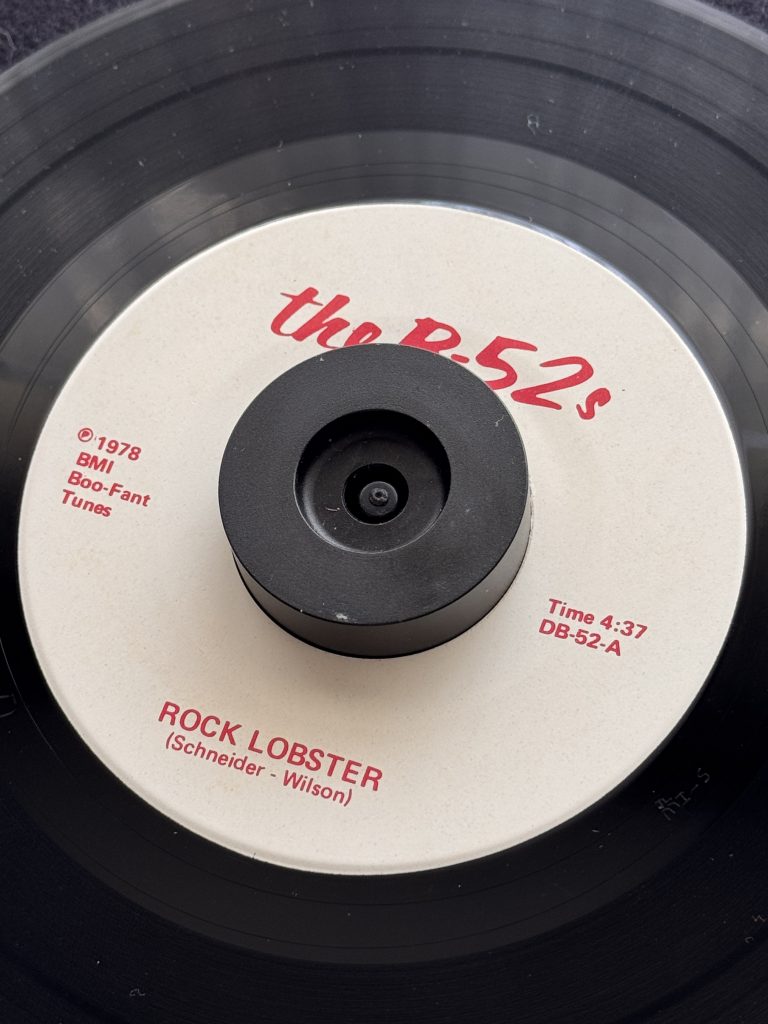 the B-52s
℗ 1978
BMI
Boo-Fant
Tunes
Time 4:37
DB-52-A
ROCK LOBSTER
(Schneider - Wilson)